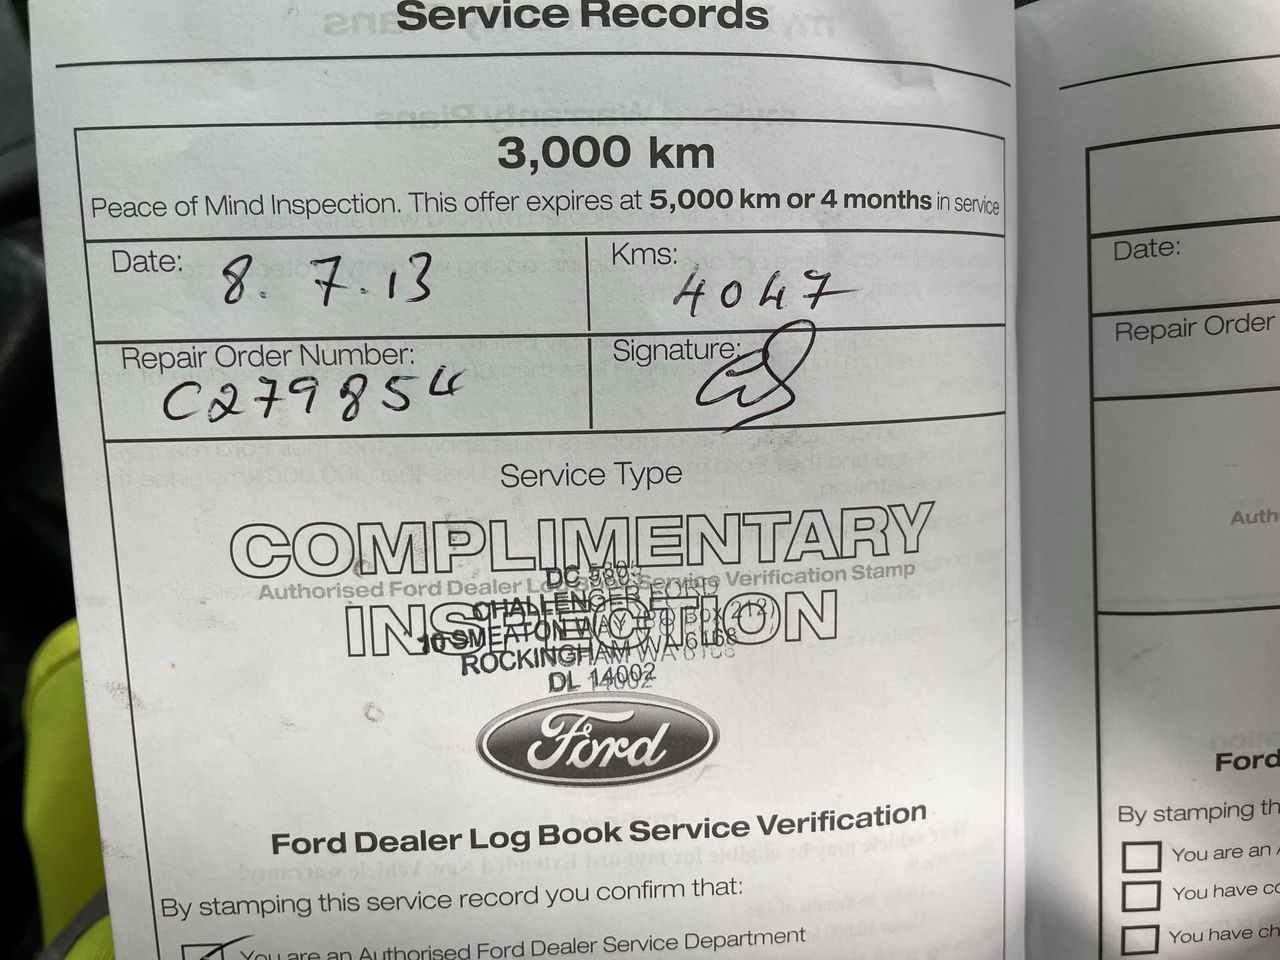 Service Records
3,000 km
Peace of Mind Inspection. This offer expires at 5,000 km or 4 months in service
Date: 8.7.13
Kms: 4047
Repair Order Number: C279854
Signature:
Service Type
COMPLIMENTARY
Authorised Ford Dealer Log Book Service Verification Stamp
INSPECTION
DC
CHALLENGER FORD
10 SMEATON WAY (PO BOX 212)
ROCKINGHAM WA 6168
DL 14002
Ford
Ford Dealer Log Book Service Verification
By stamping this service record you confirm that:
You are an Authorised Ford Dealer Service Department
Date:
Repair Order
Auth
Ford
By stamping th
You are an A
You have co
You have ch